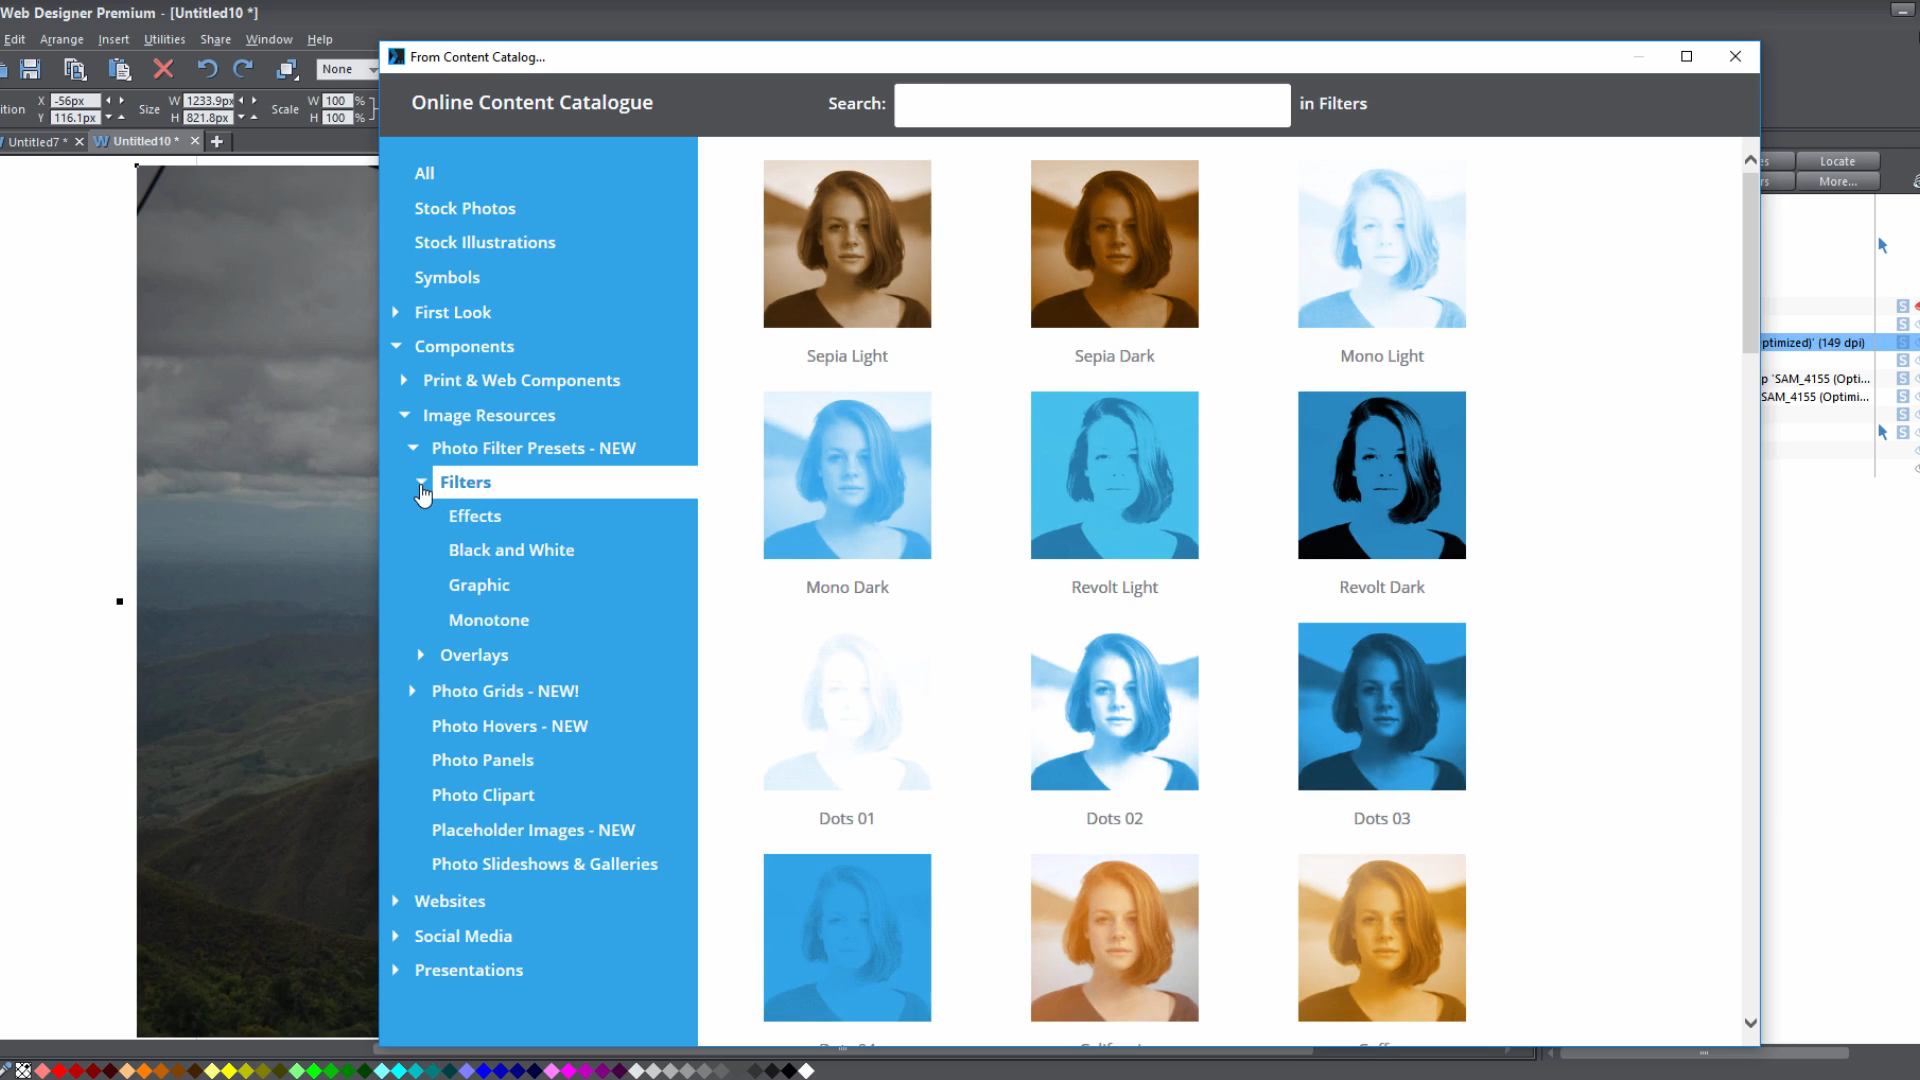 Web Designer Premium - [Untitled10 *]
Edit Arrange Insert Utilities Share Window Help
None
X -56px
Y 116.1px
Size
W 1233.9px
H 821.8px
Scale
W 100 %
H 100 %
Untitled7 *
Untitled10 *
From Content Catalog...
Online Content Catalogue
Search:
in Filters
All
Stock Photos
Stock Illustrations
Symbols
First Look
Components
Print & Web Components
Image Resources
Photo Filter Presets - NEW
Filters
Effects
Black and White
Graphic
Monotone
Overlays
Photo Grids - NEW!
Photo Hovers - NEW
Photo Panels
Photo Clipart
Placeholder Images - NEW
Photo Slideshows & Galleries
Websites
Social Media
Presentations
Sepia Light
Sepia Dark
Mono Light
Mono Dark
Revolt Light
Revolt Dark
Dots 01
Dots 02
Dots 03
Locate
More...
ptimized)' (149 dpi)
p 'SAM_4155 (Opti...
SAM_4155 (Optimi...